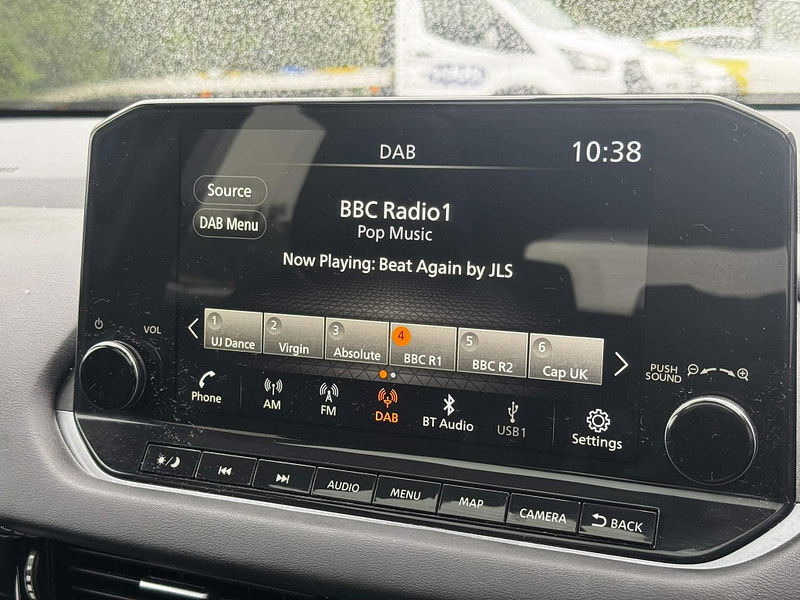 DAB
10:38
Source
DAB Menu
BBC Radio1
Pop Music
Now Playing: Beat Again by JLS
1 UJ Dance
2 Virgin
3 Absolute
4 BBC R1
5 BBC R2
6 Cap UK
VOL
PUSH
SOUND
Phone
AM
FM
DAB
BT Audio
USB1
Settings
AUDIO
MENU
MAP
CAMERA
BACK